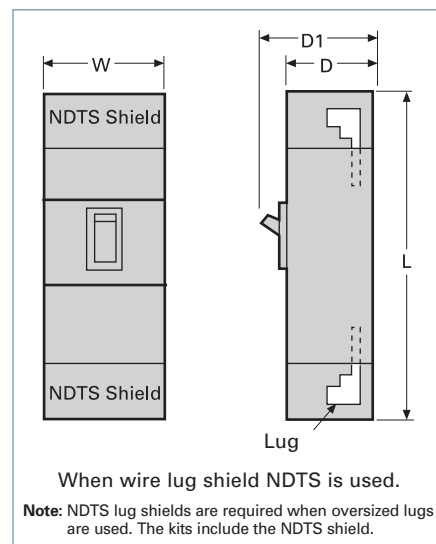 W
D1
D
NDTS Shield
L
NDTS Shield
Lug
When wire lug shield NDTS is used.
Note: NDTS lug shields are required when oversized lugs
are used. The kits include the NDTS shield.